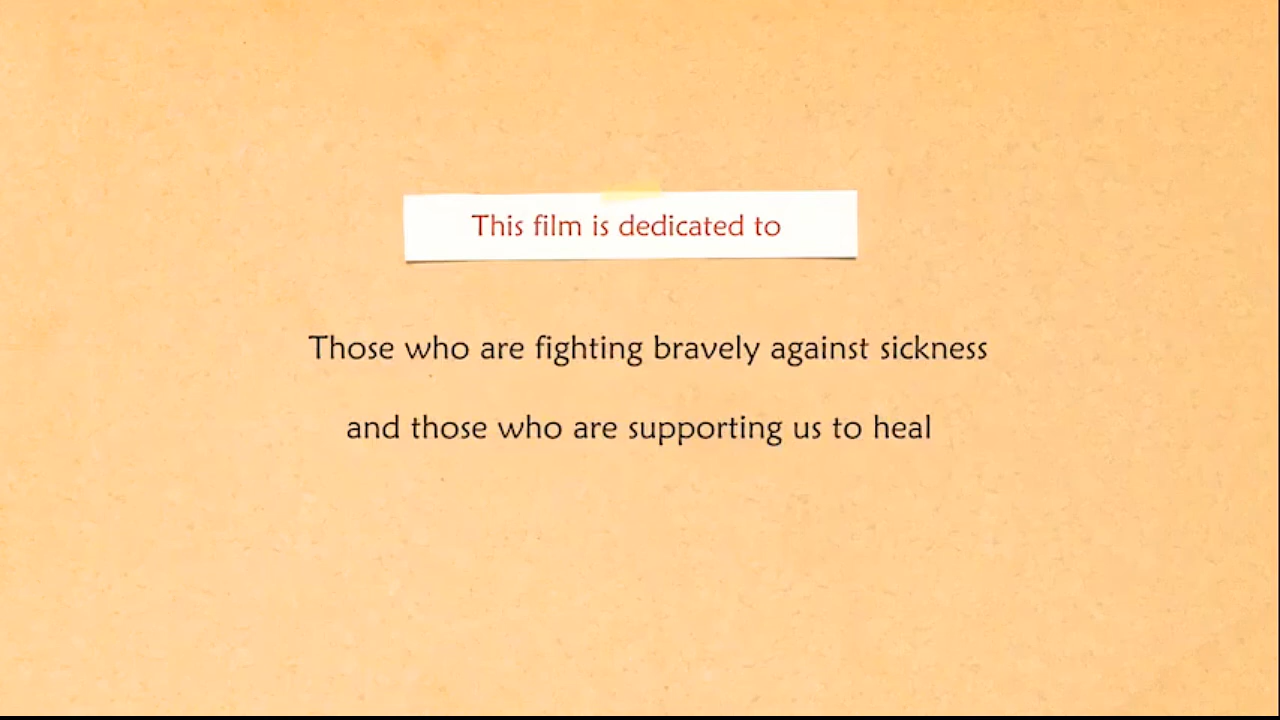 This film is dedicated to
Those who are fighting bravely against sickness
and those who are supporting us to heal